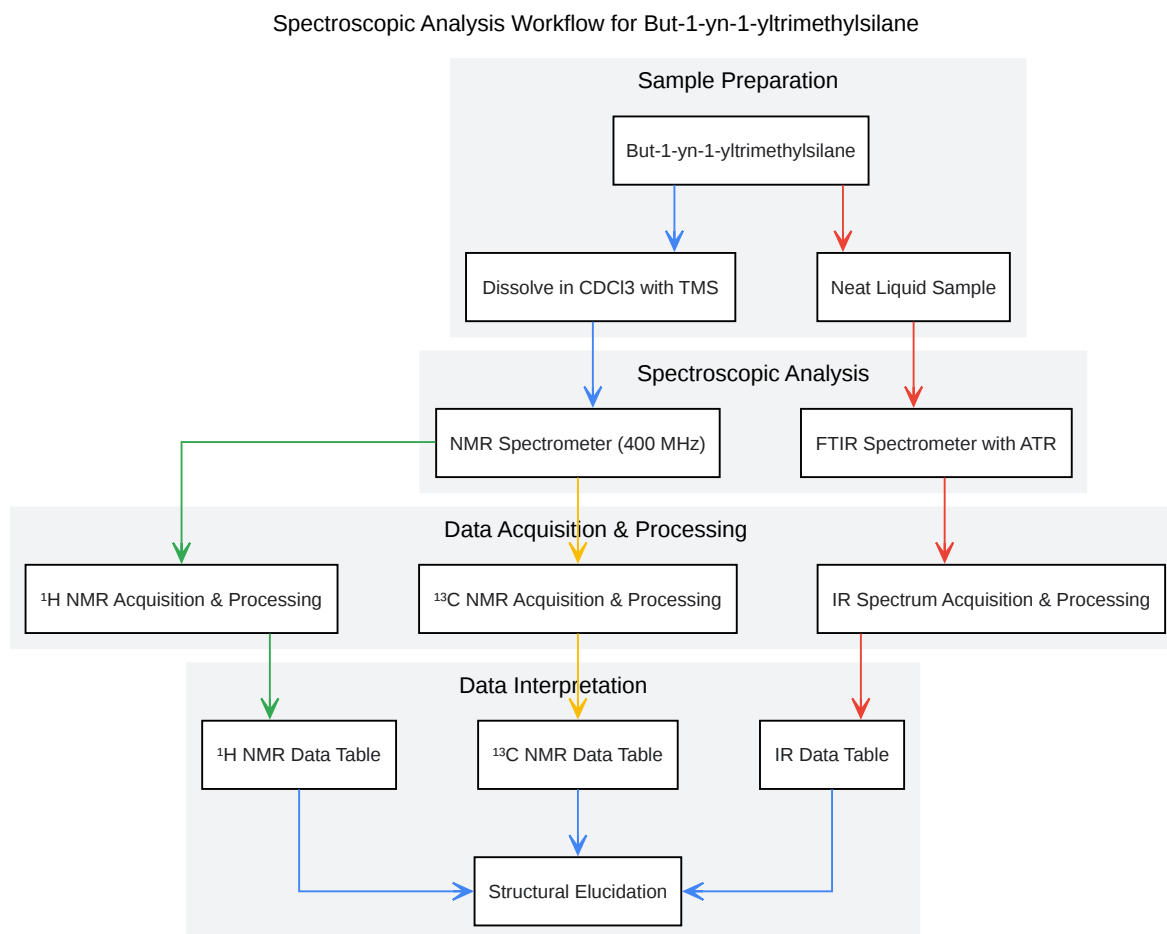 Spectroscopic Analysis Workflow for But-1-yn-1-yltrimethylsilane
Sample Preparation
But-1-yn-1-yltrimethylsilane
Dissolve in CDCl3 with TMS
Neat Liquid Sample
Spectroscopic Analysis
NMR Spectrometer (400 MHz)
FTIR Spectrometer with ATR
Data Acquisition & Processing
¹H NMR Acquisition & Processing
¹³C NMR Acquisition & Processing
IR Spectrum Acquisition & Processing
Data Interpretation
¹H NMR Data Table
¹³C NMR Data Table
IR Data Table
Structural Elucidation